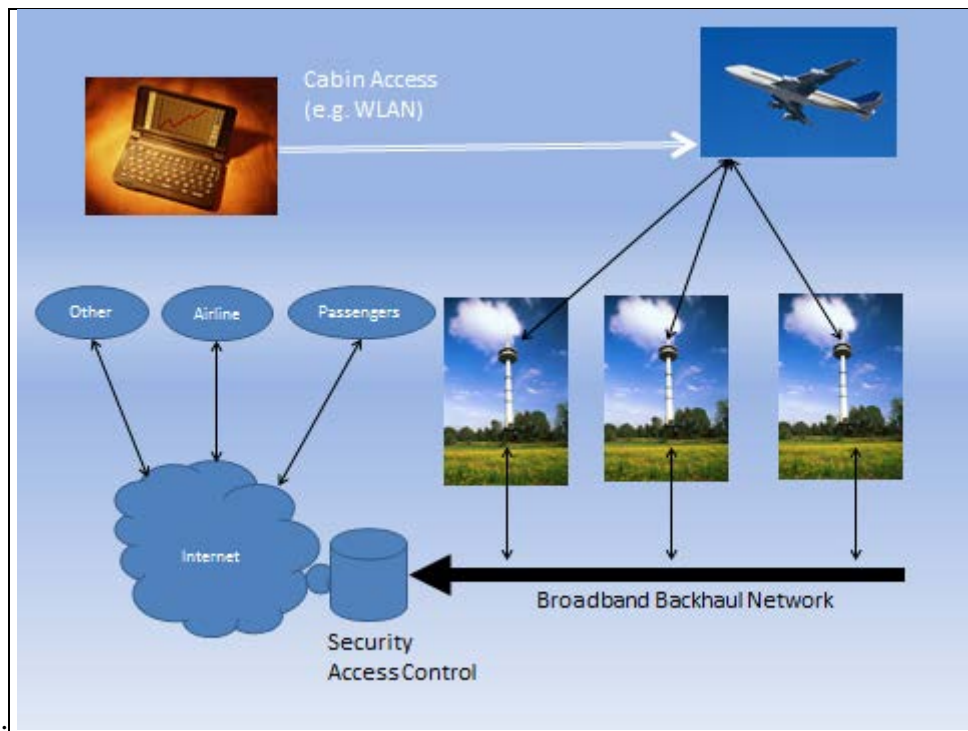 Cabin Access
(e.g. WLAN)
Other
Airline
Passengers
Internet
Broadband Backhaul Network
Security
Access Control